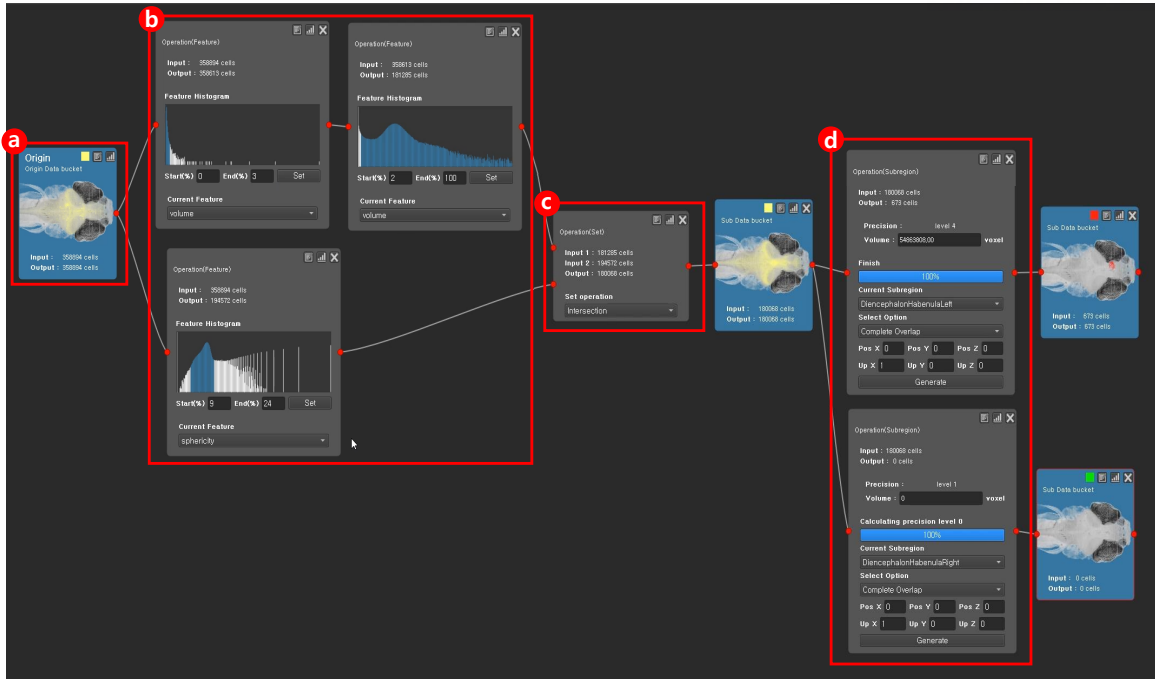 a
Origin
Origin Data bucket
Input : 358894 cells
Output : 358894 cells
b
Operation(Feature)
Input : 358894 cells
Output : 358613 cells
Feature Histogram
Start(%) 0 End(%) 3 Set
Current Feature
volume
Operation(Feature)
Input : 358613 cells
Output : 181285 cells
Feature Histogram
Start(%) 2 End(%) 100 Set
Current Feature
volume
Operation(Feature)
Input : 358894 cells
Output : 194572 cells
Feature Histogram
Start(%) 9 End(%) 24 Set
Current Feature
sphericity
c
Operation(Set)
Input 1 : 181285 cells
Input 2 : 194572 cells
Output : 180068 cells
Set operation
Intersection
Sub Data bucket
Input : 180068 cells
Output : 180068 cells
d
Operation(Subregion)
Input : 180068 cells
Output : 673 cells
Precision : level 4
Volume : 54863808,00 voxel
Finish
100%
Current Subregion
DiencephalonHabenulaLeft
Select Option
Complete Overlap
Pos X 0 Pos Y 0 Pos Z 0
Up X 1 Up Y 0 Up Z 0
Generate
Sub Data bucket
Input : 673 cells
Output : 673 cells
Operation(Subregion)
Input : 180068 cells
Output : 0 cells
Precision : level 1
Volume : 0 voxel
Calculating precision level 0
100%
Current Subregion
DiencephalonHabenulaRight
Select Option
Complete Overlap
Pos X 0 Pos Y 0 Pos Z 0
Up X 1 Up Y 0 Up Z 0
Generate
Sub Data bucket
Input : 0 cells
Output : 0 cells